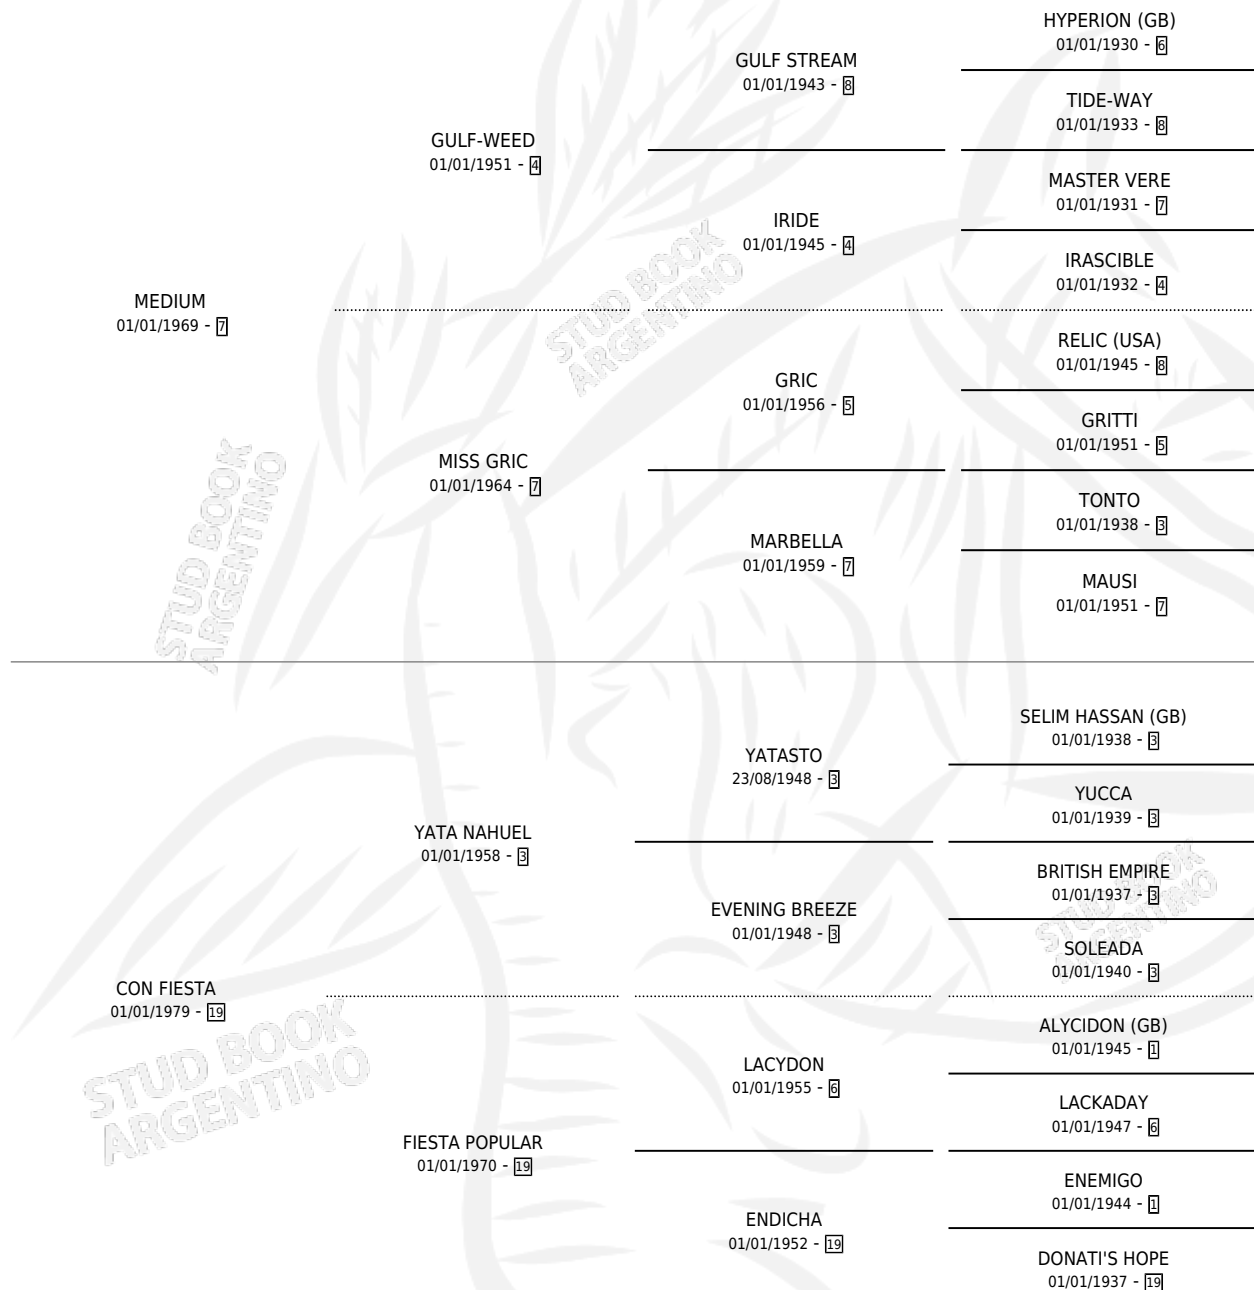 HYPERION (GB)
01/01/1930 - 6
GULF STREAM
01/01/1943 - 8
TIDE-WAY
01/01/1933 - 8
GULF-WEED
01/01/1951 - 4
MASTER VERE
01/01/1931 - 7
IRIDE
01/01/1945 - 4
IRASCIBLE
01/01/1932 - 4
MEDIUM
01/01/1969 - 7
RELIC (USA)
01/01/1945 - 8
GRIC
01/01/1956 - 5
GRITTI
01/01/1951 - 5
MISS GRIC
01/01/1964 - 7
TONTO
01/01/1938 - 3
MARBELLA
01/01/1959 - 7
MAUSI
01/01/1951 - 7
SELIM HASSAN (GB)
01/01/1938 - 3
YATASTO
23/08/1948 - 3
YUCCA
01/01/1939 - 3
YATA NAHUEL
01/01/1958 - 3
BRITISH EMPIRE
01/01/1937 - 3
EVENING BREEZE
01/01/1948 - 3
SOLEADA
01/01/1940 - 3
CON FIESTA
01/01/1979 - 19
ALYCIDON (GB)
01/01/1945 - 1
LACYDON
01/01/1955 - 6
LACKADAY
01/01/1947 - 6
FIESTA POPULAR
01/01/1970 - 19
ENEMIGO
01/01/1944 - 1
ENDICHA
01/01/1952 - 19
DONATI'S HOPE
01/01/1937 - 19
STUD BOOK
ARGENTINO
STUD BOOK
ARGENTINO
STUD BOOK
ARGENTINO
STUD BOOK
ARGENTINO